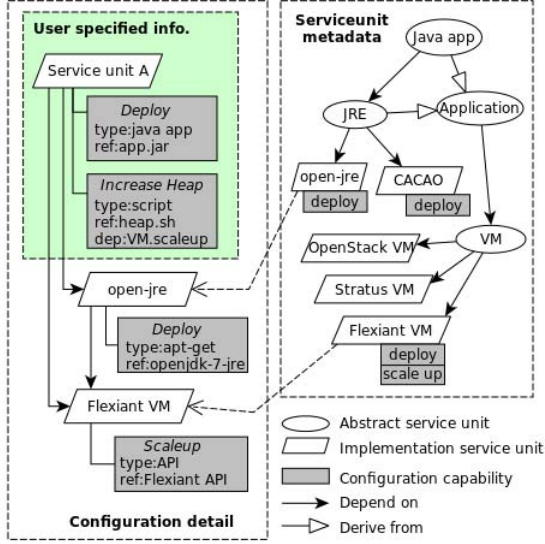 User specified info.
Service unit A
Deploy
type:java app
ref:app.jar
Increase Heap
type:script
ref:heap.sh
dep:VM.scaleup
open-jre
Deploy
type:apt-get
ref:openjdk-7-jre
Flexiant VM
Scaleup
type:API
ref:Flexiant API
Configuration detail
Serviceunit
metadata
Java app
JRE
Application
open-jre
deploy
CACAO
deploy
VM
OpenStack VM
Stratus VM
Flexiant VM
deploy
scale up
Abstract service unit
Implementation service unit
Configuration capability
Depend on
Derive from